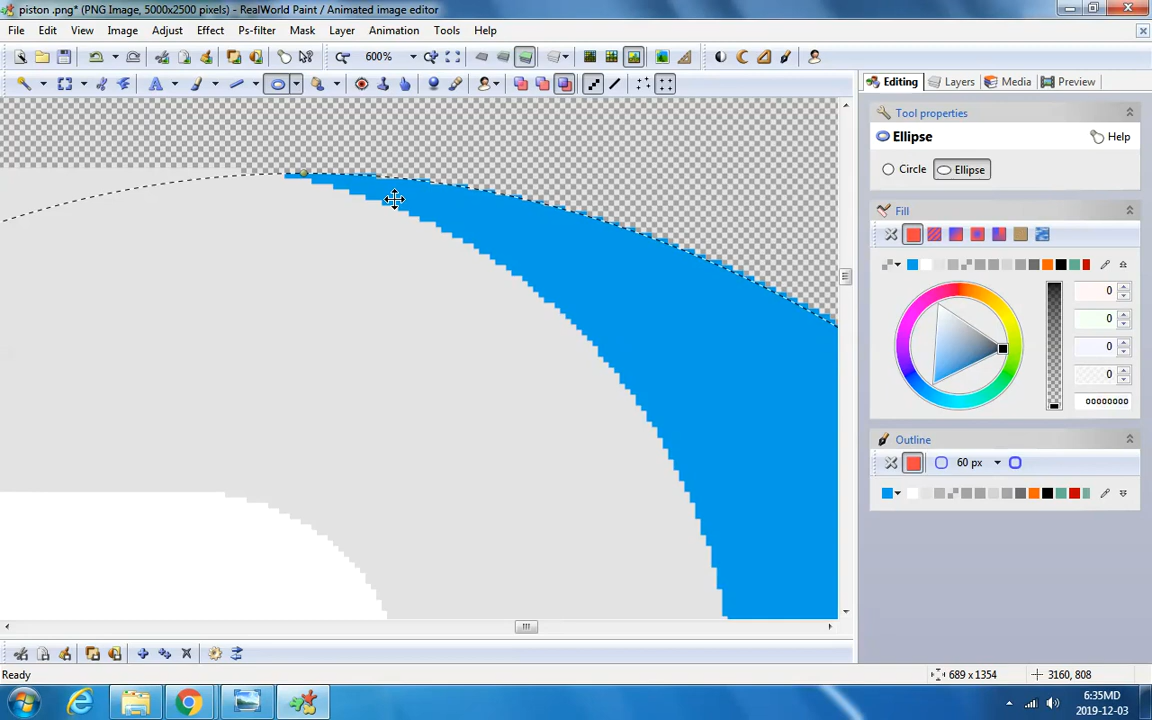 piston .png* (PNG Image, 5000x2500 pixels) - RealWorld Paint / Animated image editor
File Edit View Image Adjust Effect Ps-filter Mask Layer Animation Tools Help
600%
Editing Layers Media Preview
Tool properties
Ellipse Help
Circle Ellipse
Fill
0
0
0
0
00000000
Outline
60 px
Ready 689 x 1354 3160, 808
6:35MD
2019-12-03